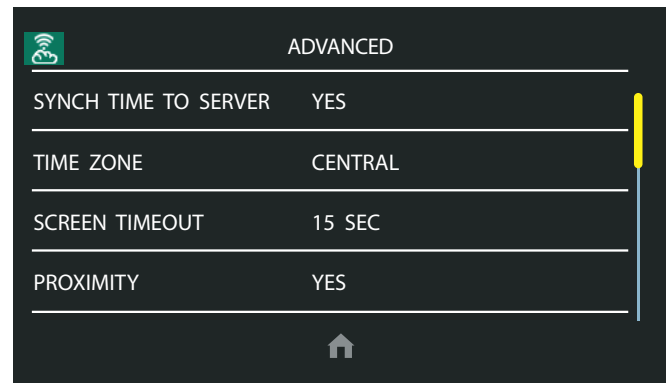 ADVANCED
SYNCH TIME TO SERVER YES
TIME ZONE CENTRAL
SCREEN TIMEOUT 15 SEC
PROXIMITY YES